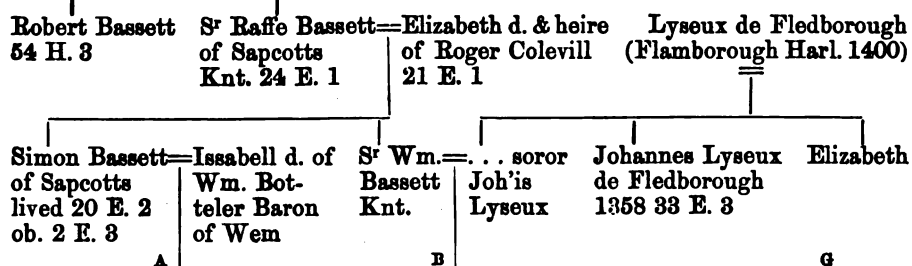 Robert Bassett
54 H. 3
Sʳ Raffe Bassett=Elizabeth d. & heire
of Sapcotts
Knt. 24 E. 1
of Roger Colevill
21 E. 1
Lyseux de Fledborough
(Flamborough Harl. 1400)
=
Simon Bassett=Issabell d. of
of Sapcotts
lived 20 E. 2
ob. 2 E. 3
Wm. Bot-
teler Baron
of Wem
Sʳ Wm.=. . . soror
Bassett
Knt.
Joh'is
Lyseux
Johannes Lyseux
de Fledborough
1358 33 E. 3
Elizabeth
A
B
G